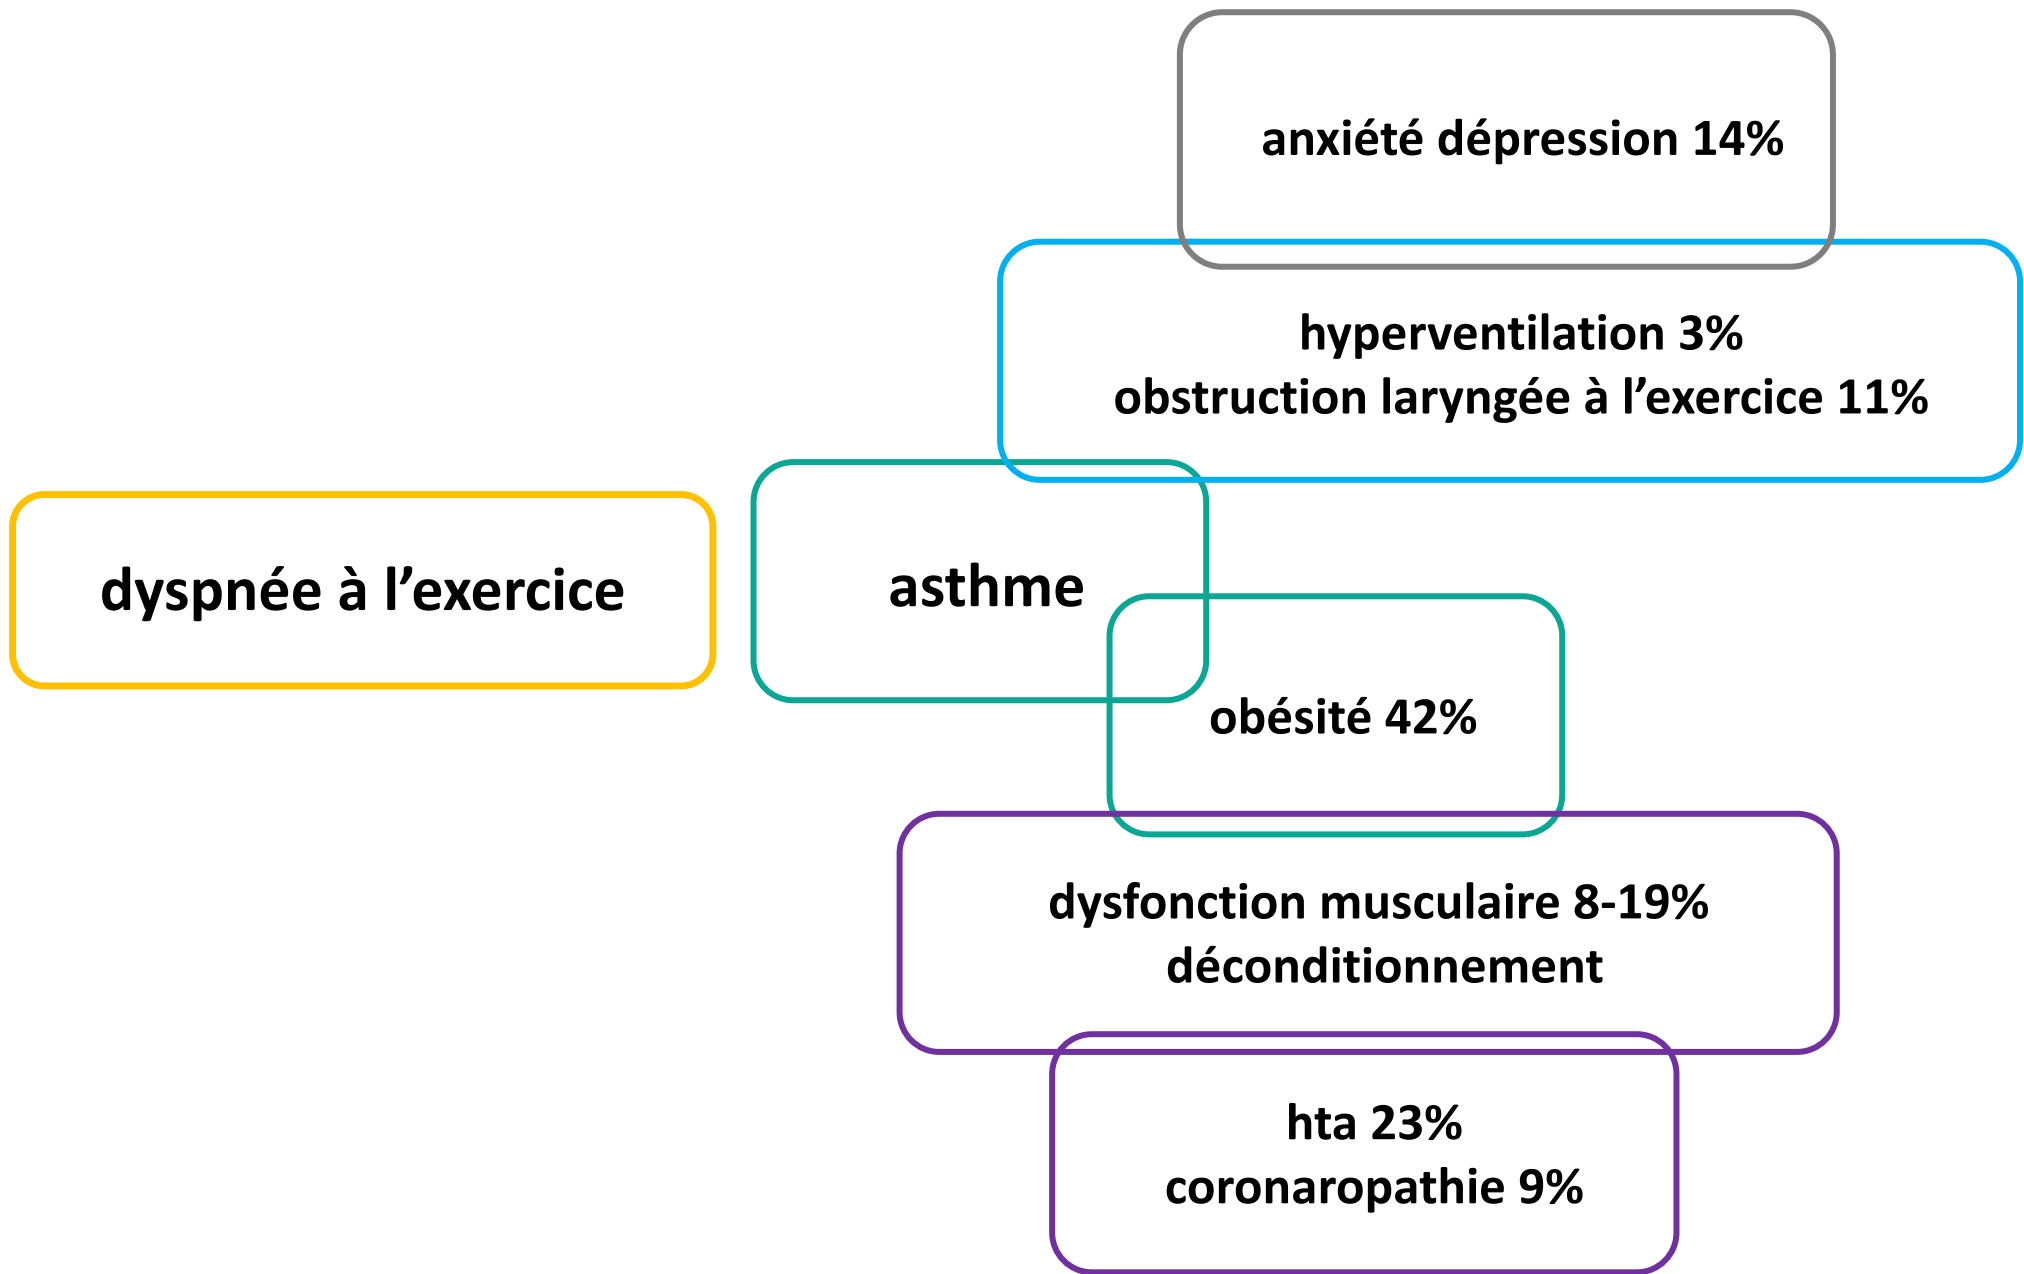 anxiété dépression 14%
hyperventilation 3%
obstruction laryngée à l’exercice 11%
dyspnée à l’exercice
asthme
obésité 42%
dysfonction musculaire 8-19%
déconditionnement
hta 23%
coronaropathie 9%